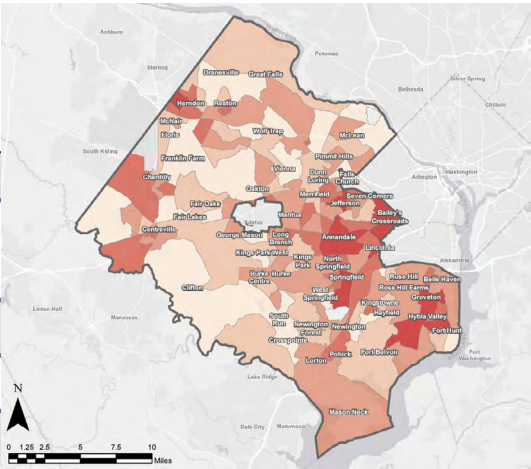 Ashburn
Potomac
Sterling
Dranesville
Great Falls
Silver Spring
Bethesda
Chillum
Herndon
Reston
McNair
Floris
Wolf Trap
McLean
South Riding
Franklin Farm
Pimmit Hills
Arlington
Washington
Vienna
Dunn
Loring
Falls
Church
Chantilly
Oakton
Merrifield
Seven Corners
Jefferson
Fair Oaks
Fair Lakes
Fairfax
Mantua
Bailey's
Crossroads
Centreville
George Mason
Long
Branch
Annandale
Lincolnia
Kings Park West
Kings
Park
North
Springfield
Alexandria
Burke
Centre
Burke
Springfield
Rose Hill
Belle Haven
Clifton
West
Springfield
Rose Hill Farms
Groveton
Linton Hall
Manassas
South
Run
Newington
Forest
Newington
Kingstowne
Hayfield
Hybla Valley
Fort Hunt
Crosspointe
Lorton
Pohick
Fort Belvoir
Fort
Washington
Lake Ridge
Mason Neck
Dale City
N
0 1.25 2.5 5 7.5 10
Miles